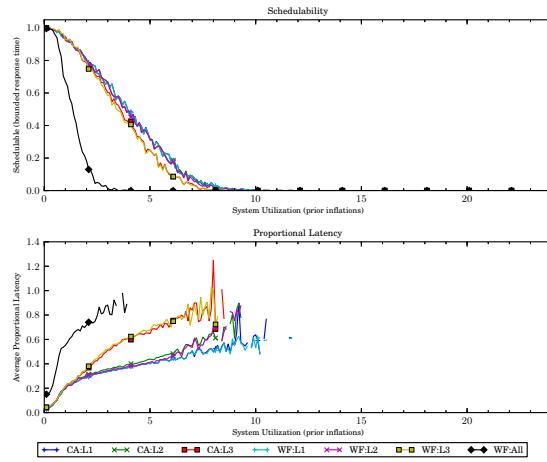 Schedulability
Schedulable (bounded response time)
1.0
0.8
0.6
0.4
0.2
0.0
0 5 10 15 20
System Utilization (prior inflations)
Proportional Latency
Average Proportional Latency
1.4
1.2
1.0
0.8
0.6
0.4
0.2
0.0
0 5 10 15 20
System Utilization (prior inflations)
CA:L1 CA:L2 CA:L3 WF:L1 WF:L2 WF:L3 WF:All